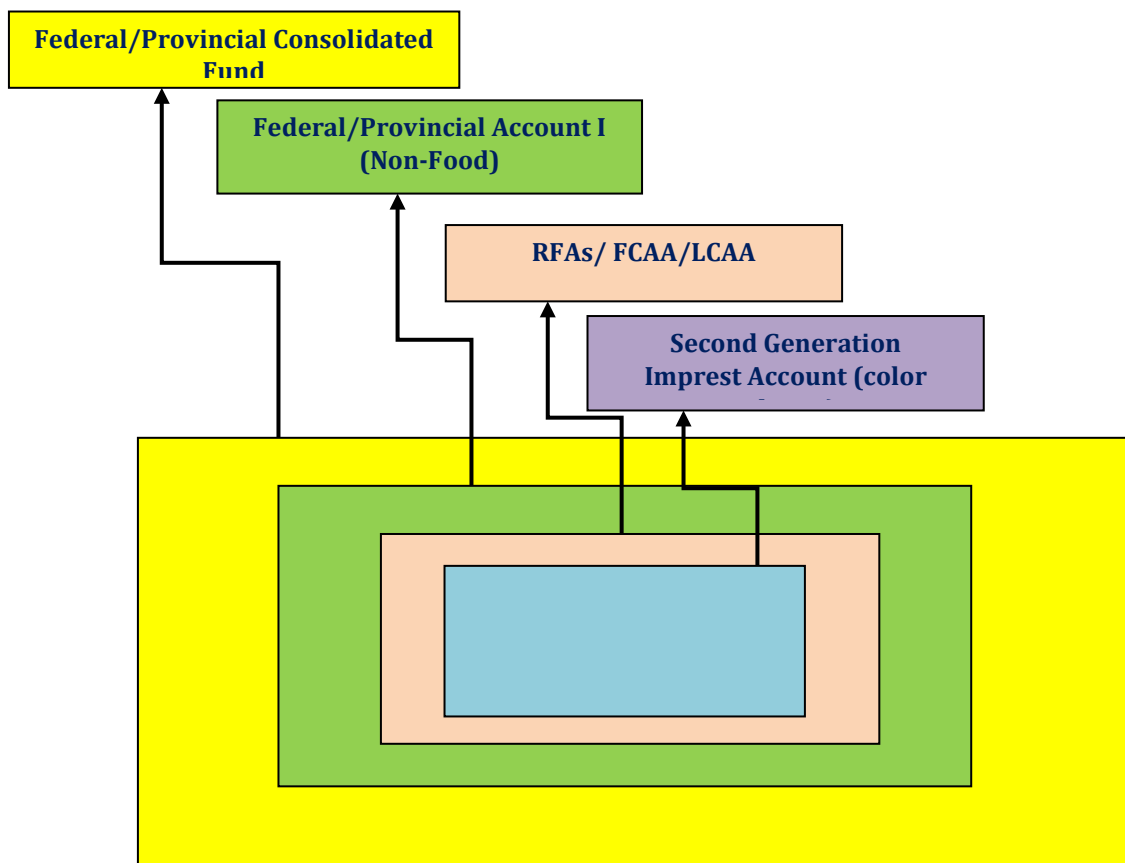 Federal/Provincial Consolidated
Fund
Federal/Provincial Account I
(Non-Food)
RFAs/ FCAA/LCAA
Second Generation
Imprest Account (color